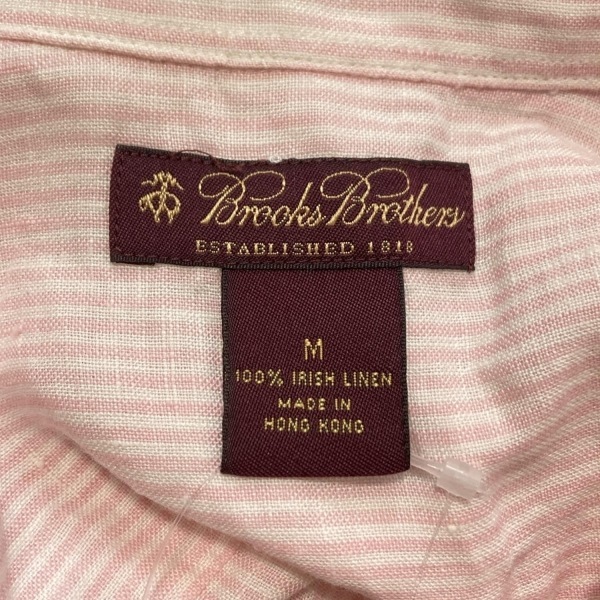 Brooks Brothers
ESTABLISHED 1818
M
100% IRISH LINEN
MADE IN
HONG KONG